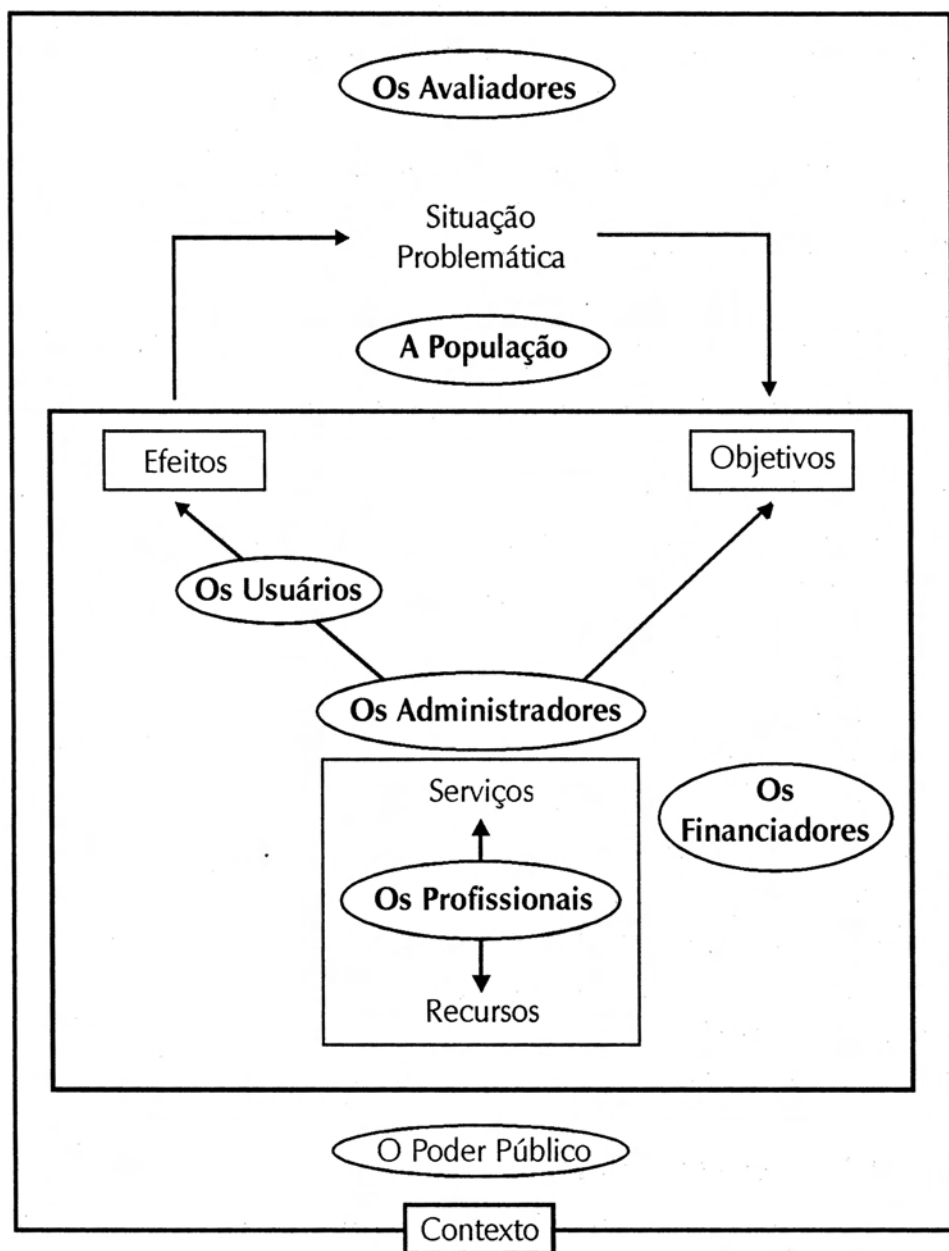 Os Avaliadores
Situação
Problemática
A População
Efeitos
Objetivos
Os Usuários
Os Administradores
Serviços
Os
Financiadores
Os Profissionais
Recursos
O Poder Público
Contexto